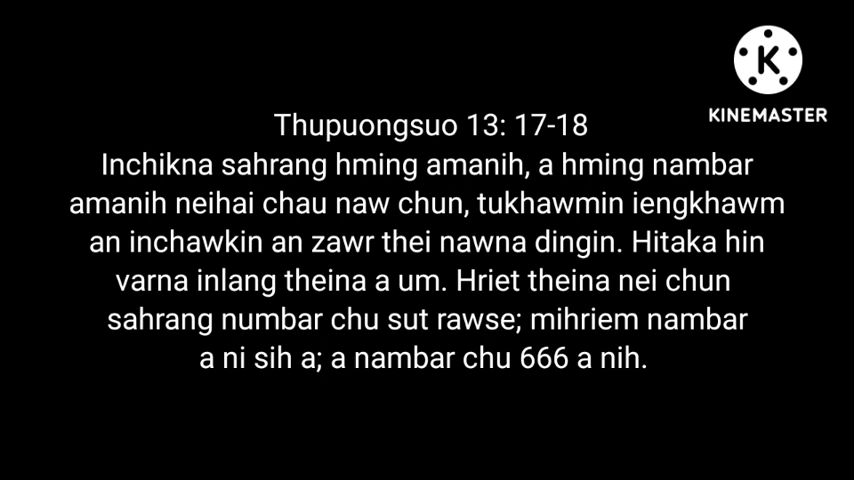 KINEMASTER
Thupuongsuo 13: 17-18
Inchikna sahrang hming amanih, a hming nambar
amanih neihai chau naw chun, tukhawmin iengkhawm
an inchawkin an zawr thei nawna dingin. Hitaka hin
varna inlang theina a um. Hriet theina nei chun
sahrang numbar chu sut rawse; mihriem nambar
a ni sih a; a nambar chu 666 a nih.